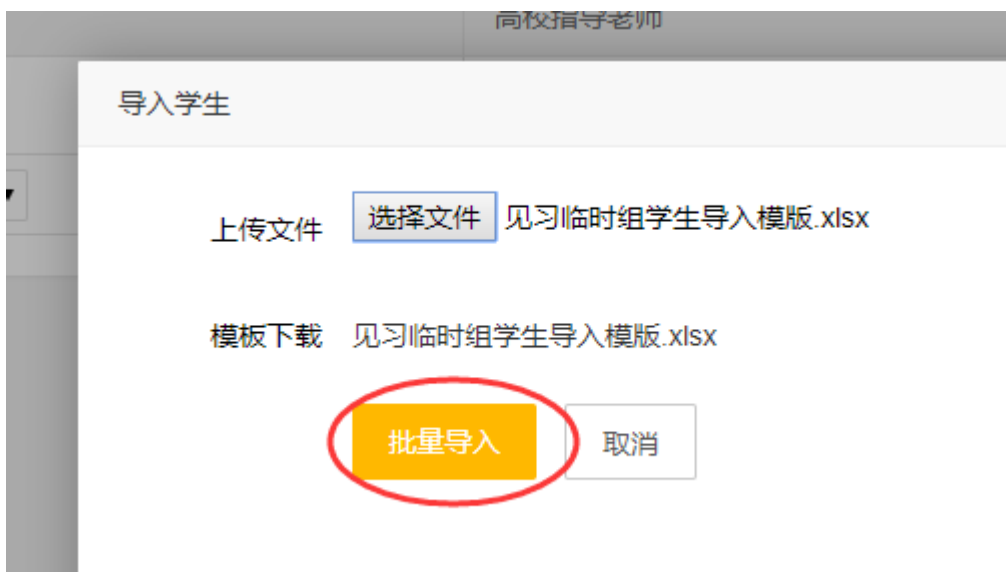 高校指导老师
导入学生
上传文件 选择文件 见习临时组学生导入模版.xlsx
模板下载 见习临时组学生导入模版.xlsx
批量导入 取消